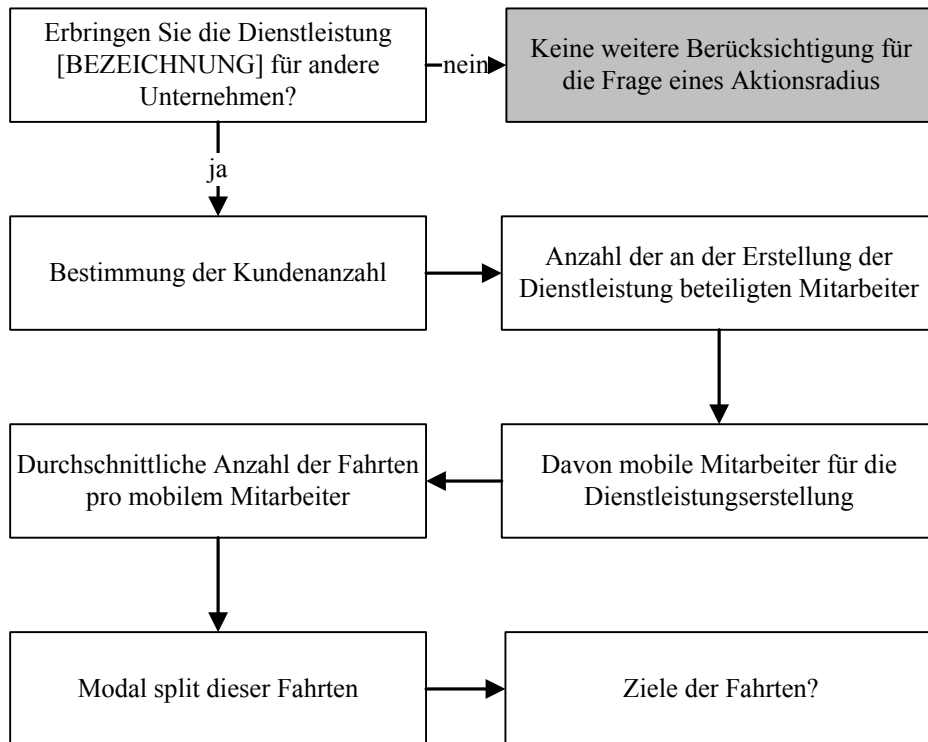 Erbringen Sie die Dienstleistung
[BEZEICHNUNG] für andere
Unternehmen?
nein
Keine weitere Berücksichtigung für
die Frage eines Aktionsradius
ja
Bestimmung der Kundenanzahl
Anzahl der an der Erstellung der
Dienstleistung beteiligten Mitarbeiter
Davon mobile Mitarbeiter für die
Dienstleistungserstellung
Durchschnittliche Anzahl der Fahrten
pro mobilem Mitarbeiter
Modal split dieser Fahrten
Ziele der Fahrten?